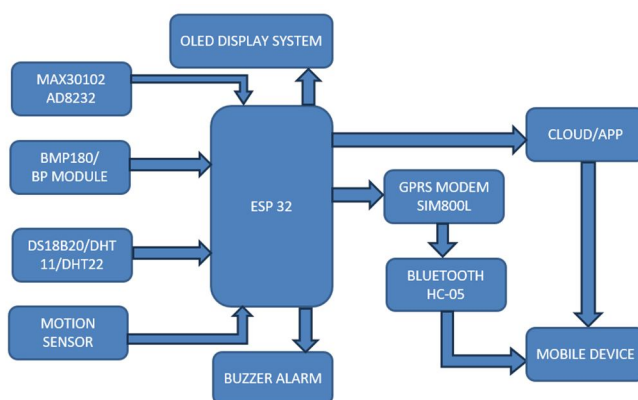 OLED DISPLAY SYSTEM
MAX30102
AD8232
BMP180/
BP MODULE
DS18B20/DHT
11/DHT22
MOTION
SENSOR
ESP 32
BUZZER ALARM
GPRS MODEM
SIM800L
BLUETOOTH
HC-05
CLOUD/APP
MOBILE DEVICE